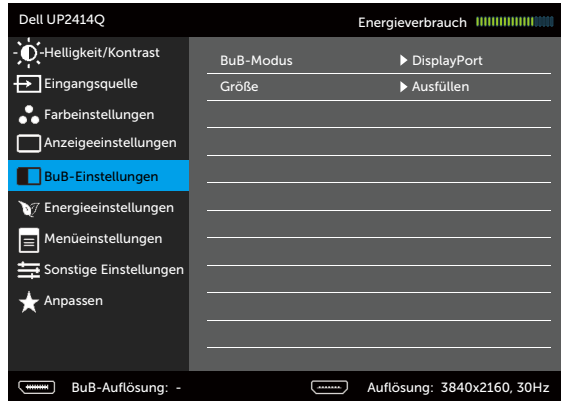 Dell UP2414Q
Energieverbrauch
Helligkeit/Kontrast
Eingangsquelle
Farbeinstellungen
Anzeigeeinstellungen
BuB-Einstellungen
Energieeinstellungen
Menüeinstellungen
Sonstige Einstellungen
Anpassen
BuB-Modus DisplayPort
Größe Ausfüllen
BuB-Auflösung: -
Auflösung: 3840x2160, 30Hz